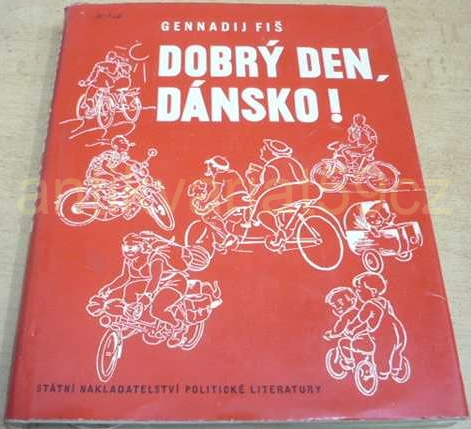 GENNADIJ FIŠ
DOBRÝ DEN,
DÁNSKO!
STÁTNÍ NAKLADATELSTVÍ POLITICKÉ LITERATURY